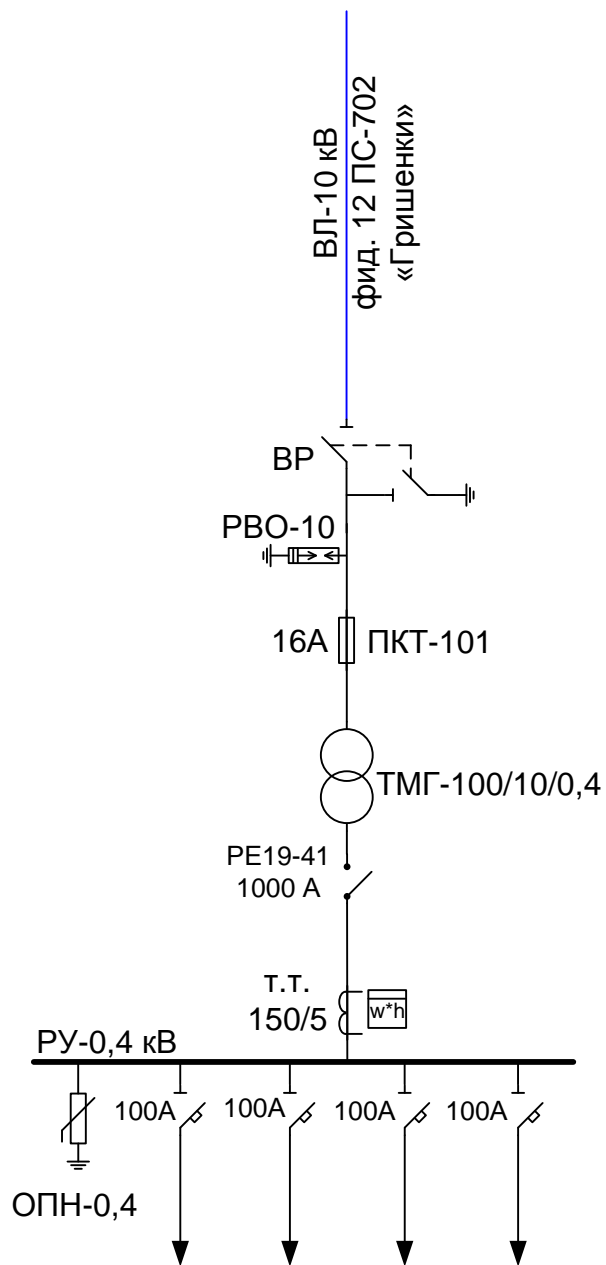 ВЛ-10 кВ
фид. 12 ПС-702
«Гришенки»
ВР
РВО-10
16А ПКТ-101
ТМГ-100/10/0,4
РЕ19-41
1000 А
т.т.
150/5
w*h
РУ-0,4 кВ
100А 100А 100А 100А
ОПН-0,4